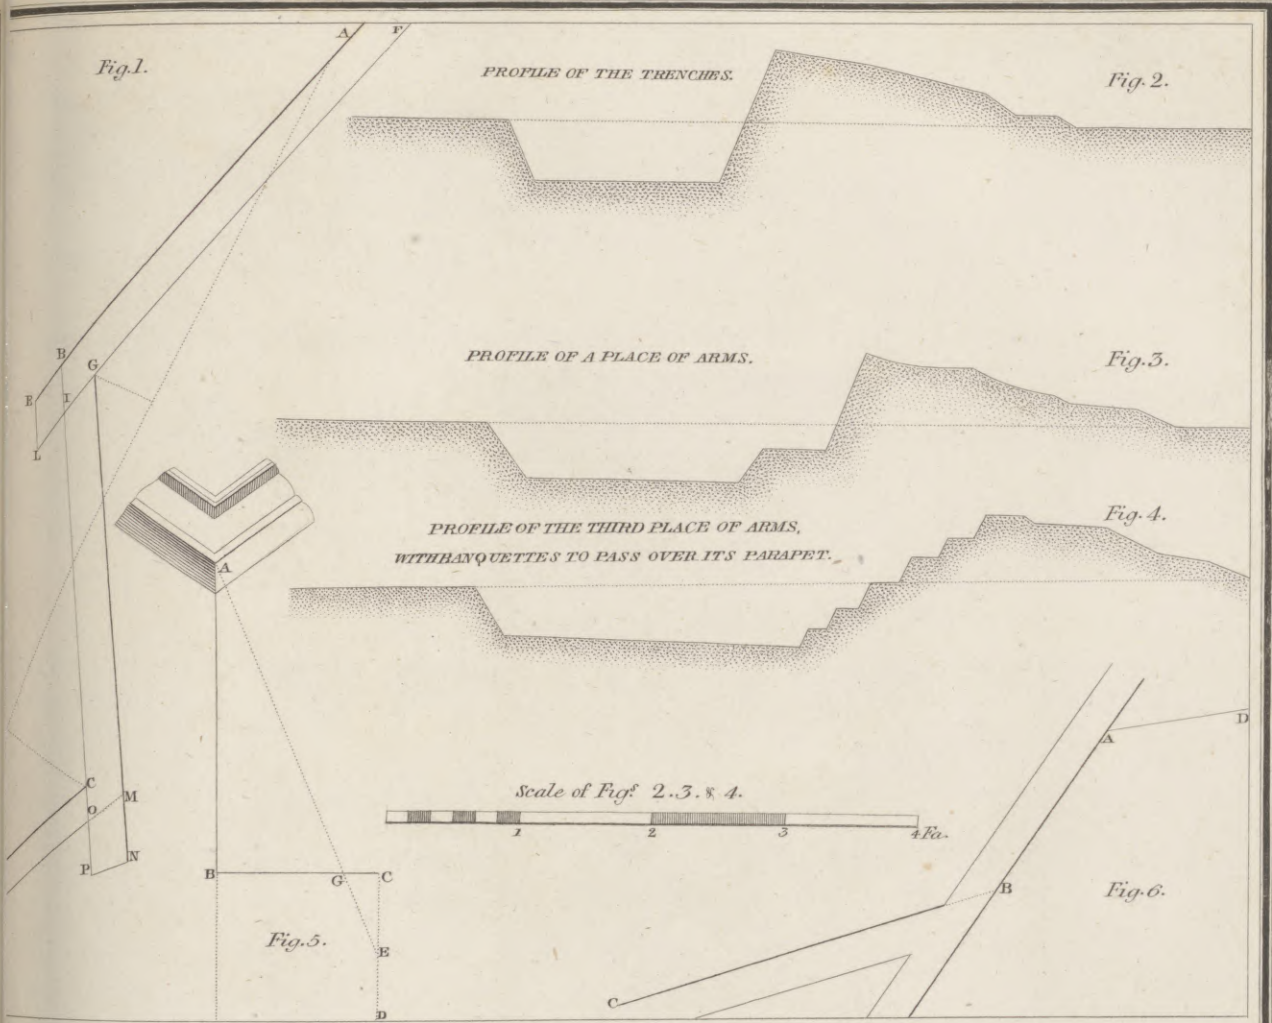 Fig.1.
A
F
B
G
E
I
L
C
M
O
P
N
PROFILE OF THE TRENCHES.
Fig.2.
PROFILE OF A PLACE OF ARMS.
Fig.3.
PROFILE OF THE THIRD PLACE OF ARMS,
WITH BANQUETTES TO PASS OVER ITS PARAPET.
Fig.4.
Scale of Figs. 2.3.& 4.
1 2 3 4 Fa.
A
B
G
C
E
D
Fig.5.
A
D
B
C
Fig.6.